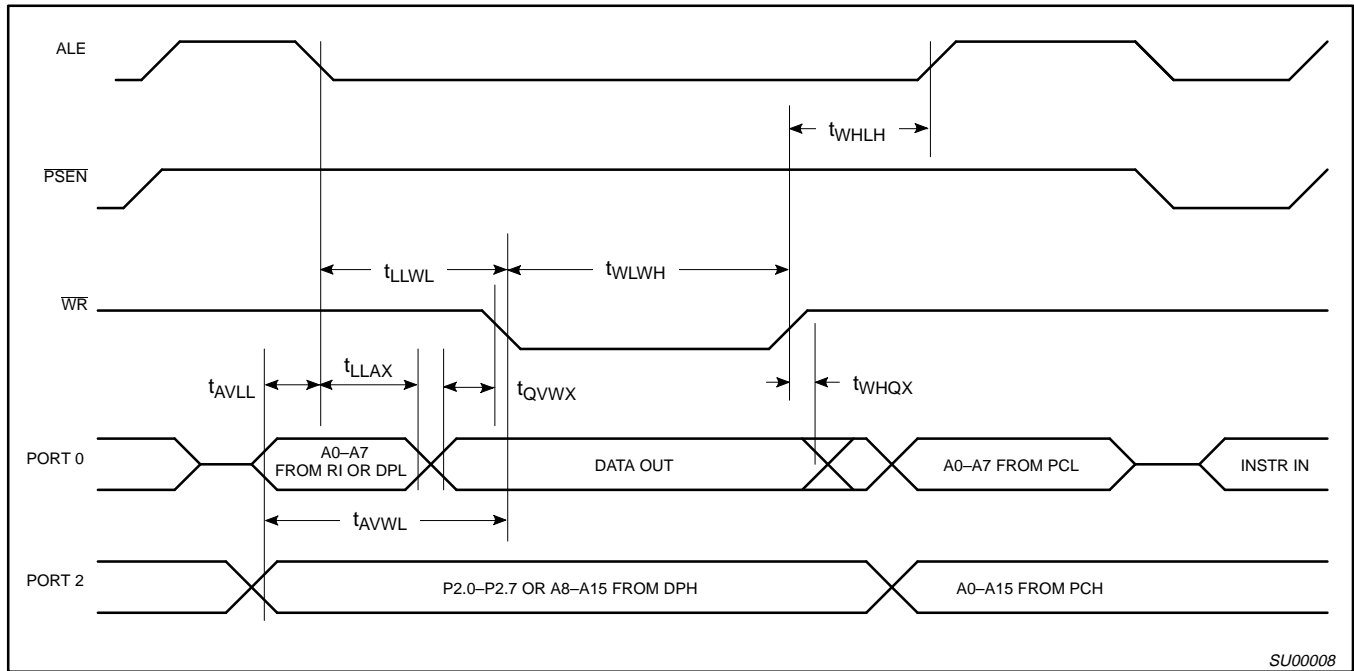 ALE
tWHLH
PSEN
tLLWL
tWLWH
WR
tLLAX
tAVLL
tQVWX
tWHQX
PORT 0
A0–A7
FROM RI OR DPL
DATA OUT
A0–A7 FROM PCL
INSTR IN
tAVWL
PORT 2
P2.0–P2.7 OR A8–A15 FROM DPH
A0–A15 FROM PCH
SU00008